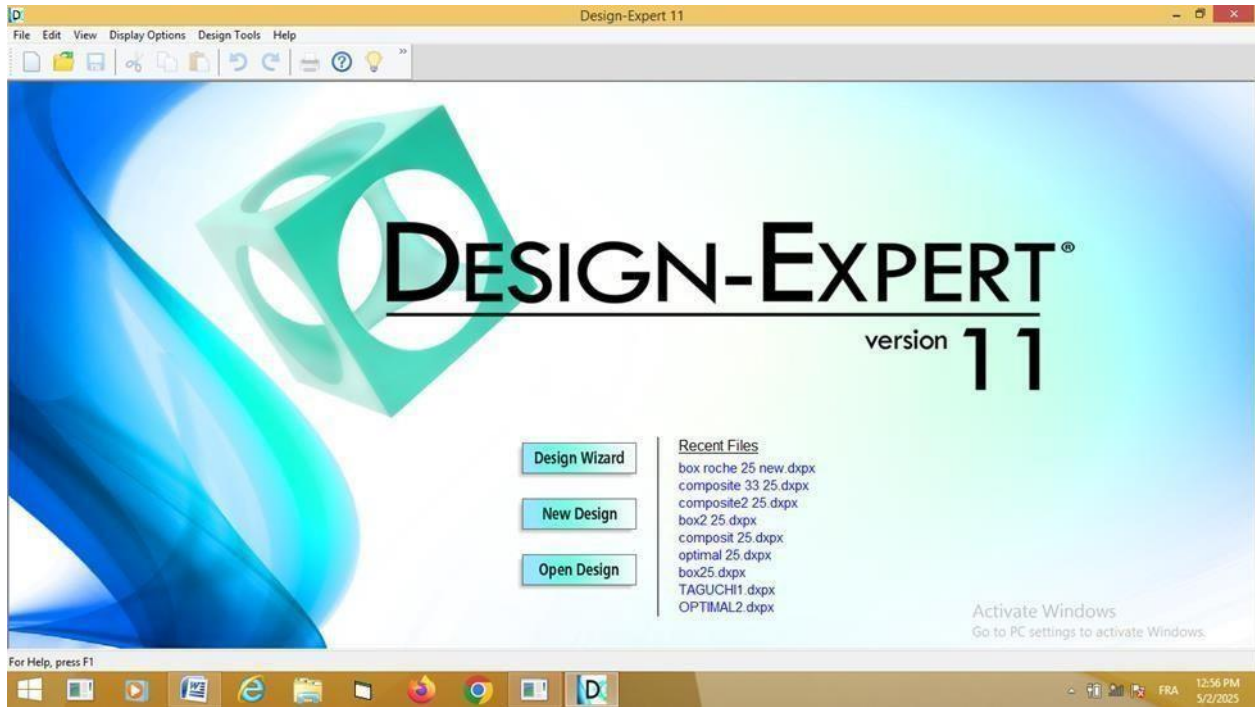 Design-Expert 11
File Edit View Display Options Design Tools Help
DESIGN-EXPERT®
version 11
Design Wizard
New Design
Open Design
Recent Files
box roche 25 new.dxpx
composite 33 25.dxpx
composite2 25.dxpx
box2 25.dxpx
composit 25.dxpx
optimal 25.dxpx
box25.dxpx
TAGUCHI1.dxpx
OPTIMAL2.dxpx
Activate Windows
Go to PC settings to activate Windows.
For Help, press F1
FRA
12:56 PM
5/2/2025